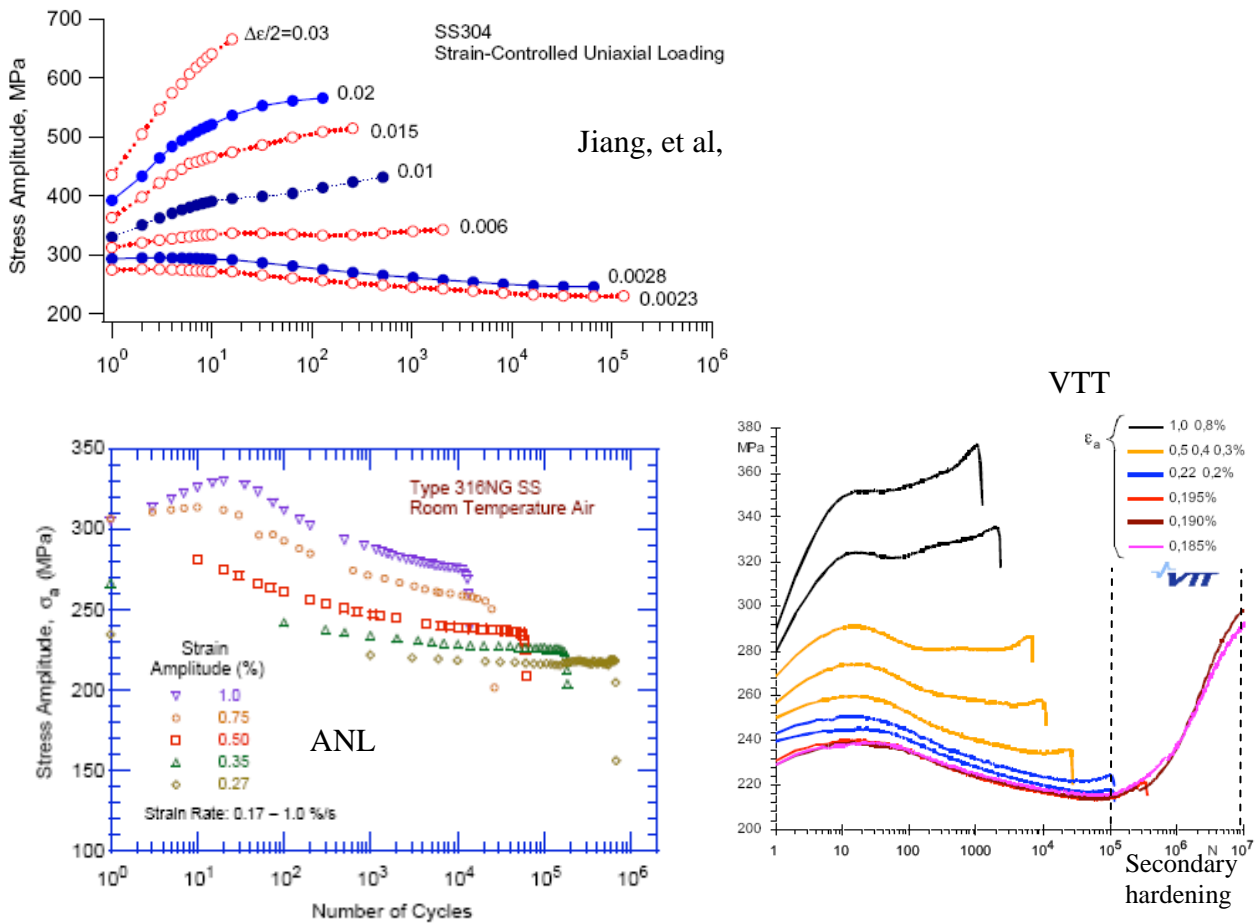 700
600
500
400
300
200
Stress Amplitude, MPa
Δε/2=0.03
SS304
Strain-Controlled Uniaxial Loading
0.02
0.015
0.01
0.006
0.0028
0.0023
Jiang, et al,
10^0 10^1 10^2 10^3 10^4 10^5 10^6
VTT
350
300
250
200
150
100
Stress Amplitude, σa (MPa)
Type 316NG SS
Room Temperature Air
Strain
Amplitude (%)
1.0
0.75
0.50
0.35
0.27
ANL
Strain Rate: 0.17 – 1.0 %/s
10^0 10^1 10^2 10^3 10^4 10^5 10^6
Number of Cycles
380
MPa
360
340
320
300
290
260
240
220
200
εa
1,0 0,8%
0,5 0,4 0,3%
0,22 0,2%
0,195%
0,190%
0,185%
VTT
1 10 100 1000 10^4 10^5 10^6 N 10^7
Secondary
hardening